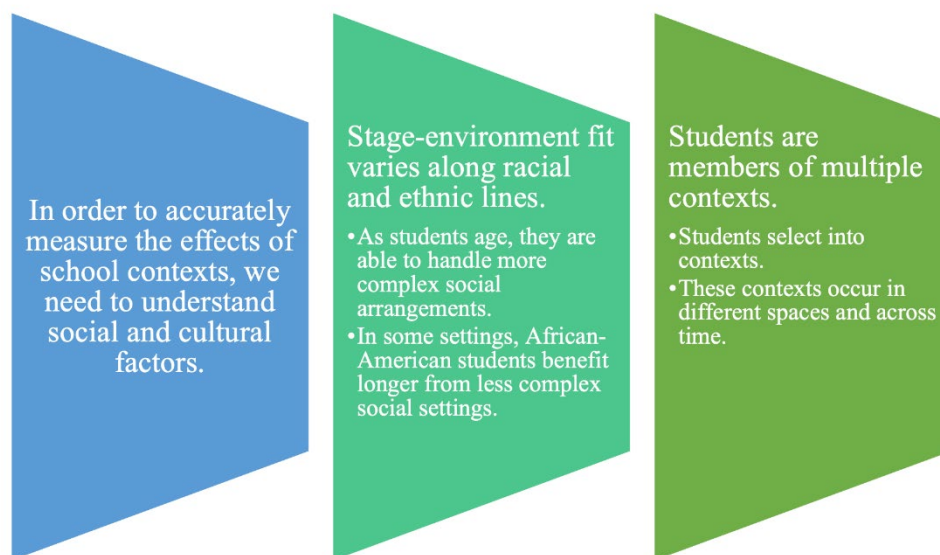 In order to accurately
measure the effects of
school contexts, we
need to understand
social and cultural
factors.
Stage-environment fit
varies along racial
and ethnic lines.
•As students age, they are
able to handle more
complex social
arrangements.
•In some settings, African-
American students benefit
longer from less complex
social settings.
Students are
members of multiple
contexts.
•Students select into
contexts.
•These contexts occur in
different spaces and across
time.